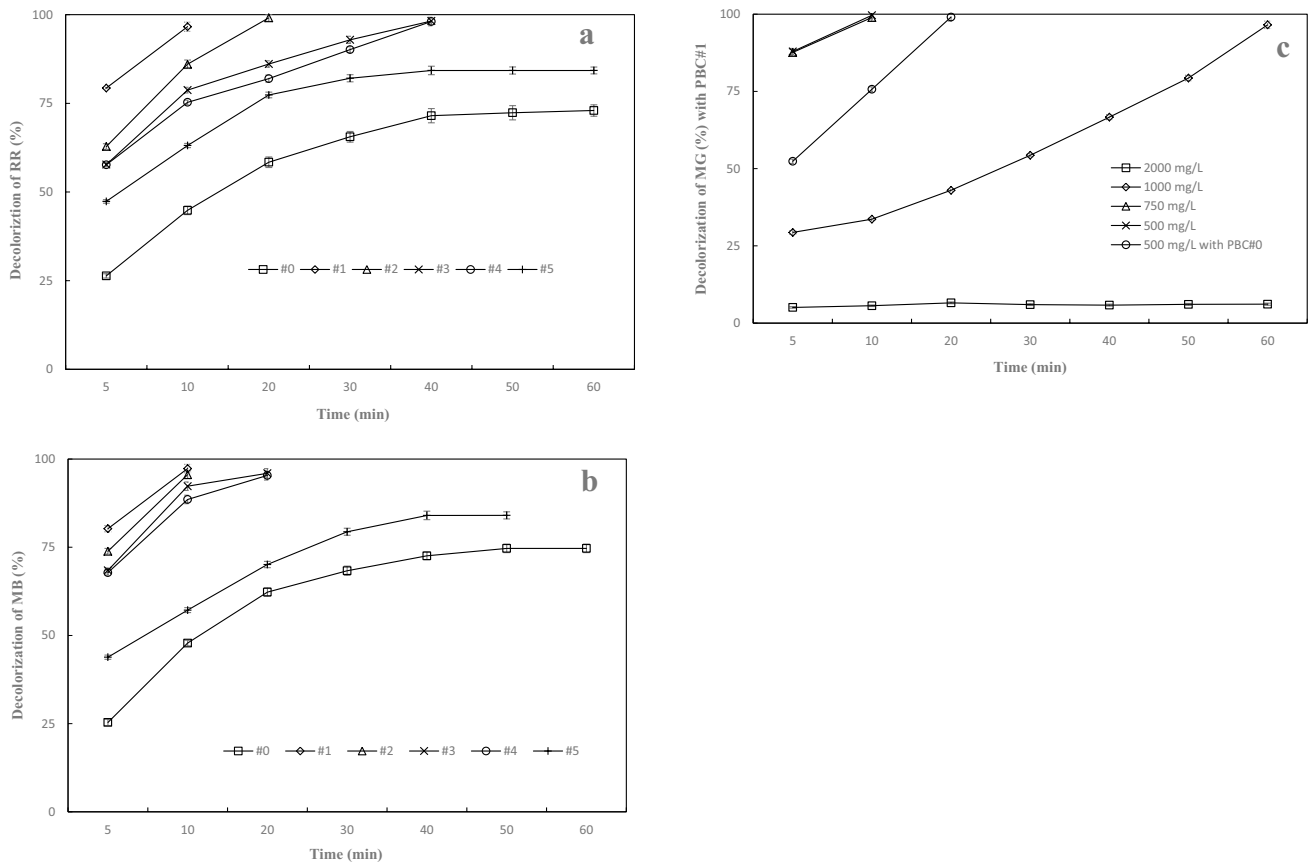 a
100
75
50
25
0
Decoloriztion of RR (%)
#0 #1 #2 #3 #4 #5
5 10 20 30 40 50 60
Time (min)
c
100
75
50
25
0
Decolorization of MG (%) with PBC#1
2000 mg/L
1000 mg/L
750 mg/L
500 mg/L
500 mg/L with PBC#0
5 10 20 30 40 50 60
Time (min)
b
100
75
50
25
0
Decolorization of MB (%)
#0 #1 #2 #3 #4 #5
5 10 20 30 40 50 60
Time (min)